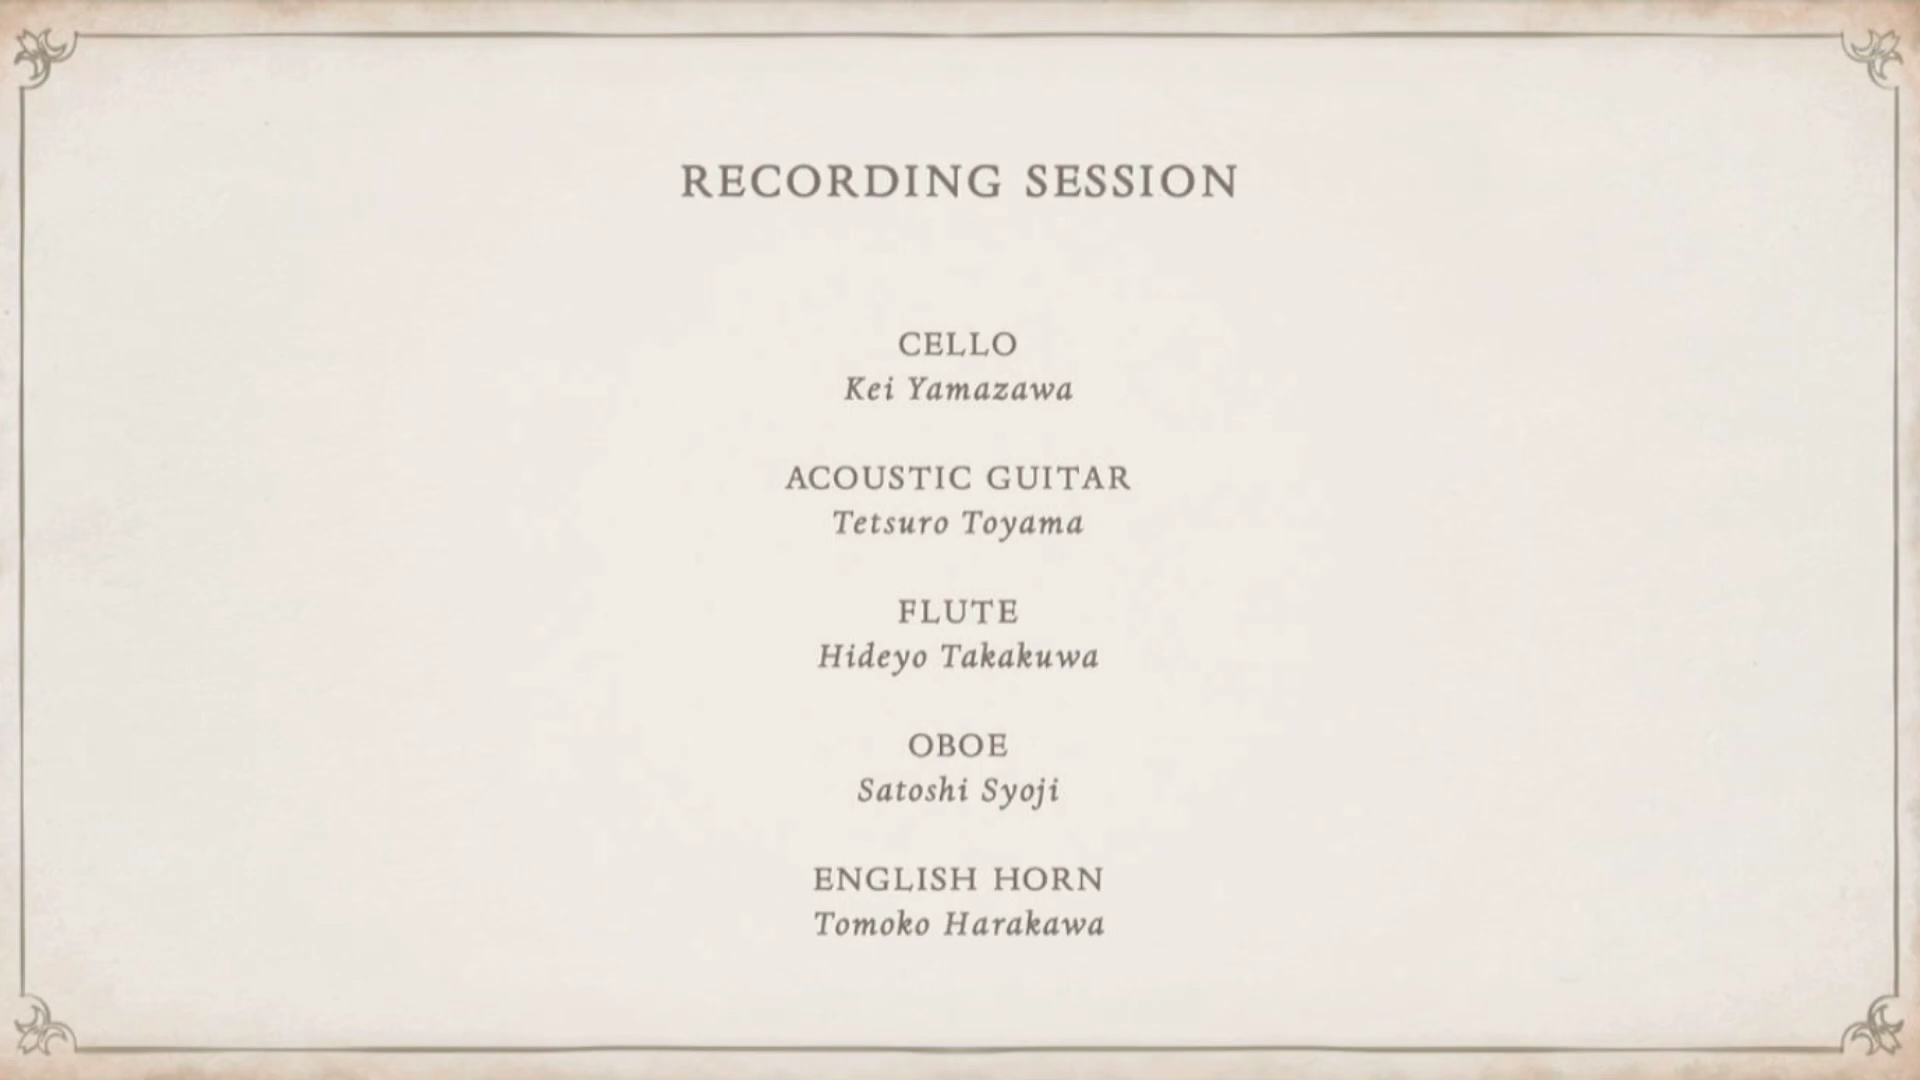 RECORDING SESSION
CELLO
Kei Yamazawa
ACOUSTIC GUITAR
Tetsuro Toyama
FLUTE
Hideyo Takakuwa
OBOE
Satoshi Syoji
ENGLISH HORN
Tomoko Harakawa